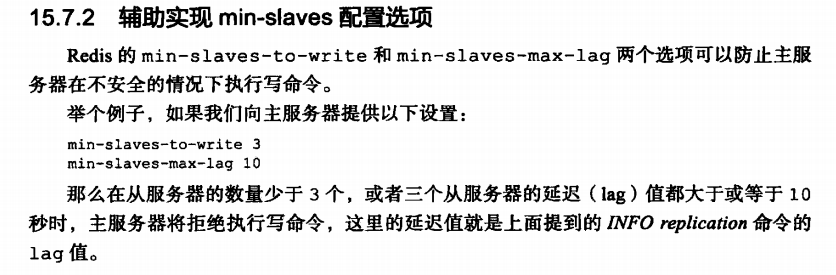 15.7.2 辅助实现 min-slaves 配置选项
Redis 的 min-slaves-to-write 和 min-slaves-max-lag 两个选项可以防止主服
务器在不安全的情况下执行写命令。
举个例子，如果我们向主服务器提供以下设置：
min-slaves-to-write 3
min-slaves-max-lag 10
那么在从服务器的数量少于 3 个，或者三个从服务器的延迟（lag）值都大于或等于 10
秒时，主服务器将拒绝执行写命令，这里的延迟值就是上面提到的 INFO replication 命令的
lag 值。